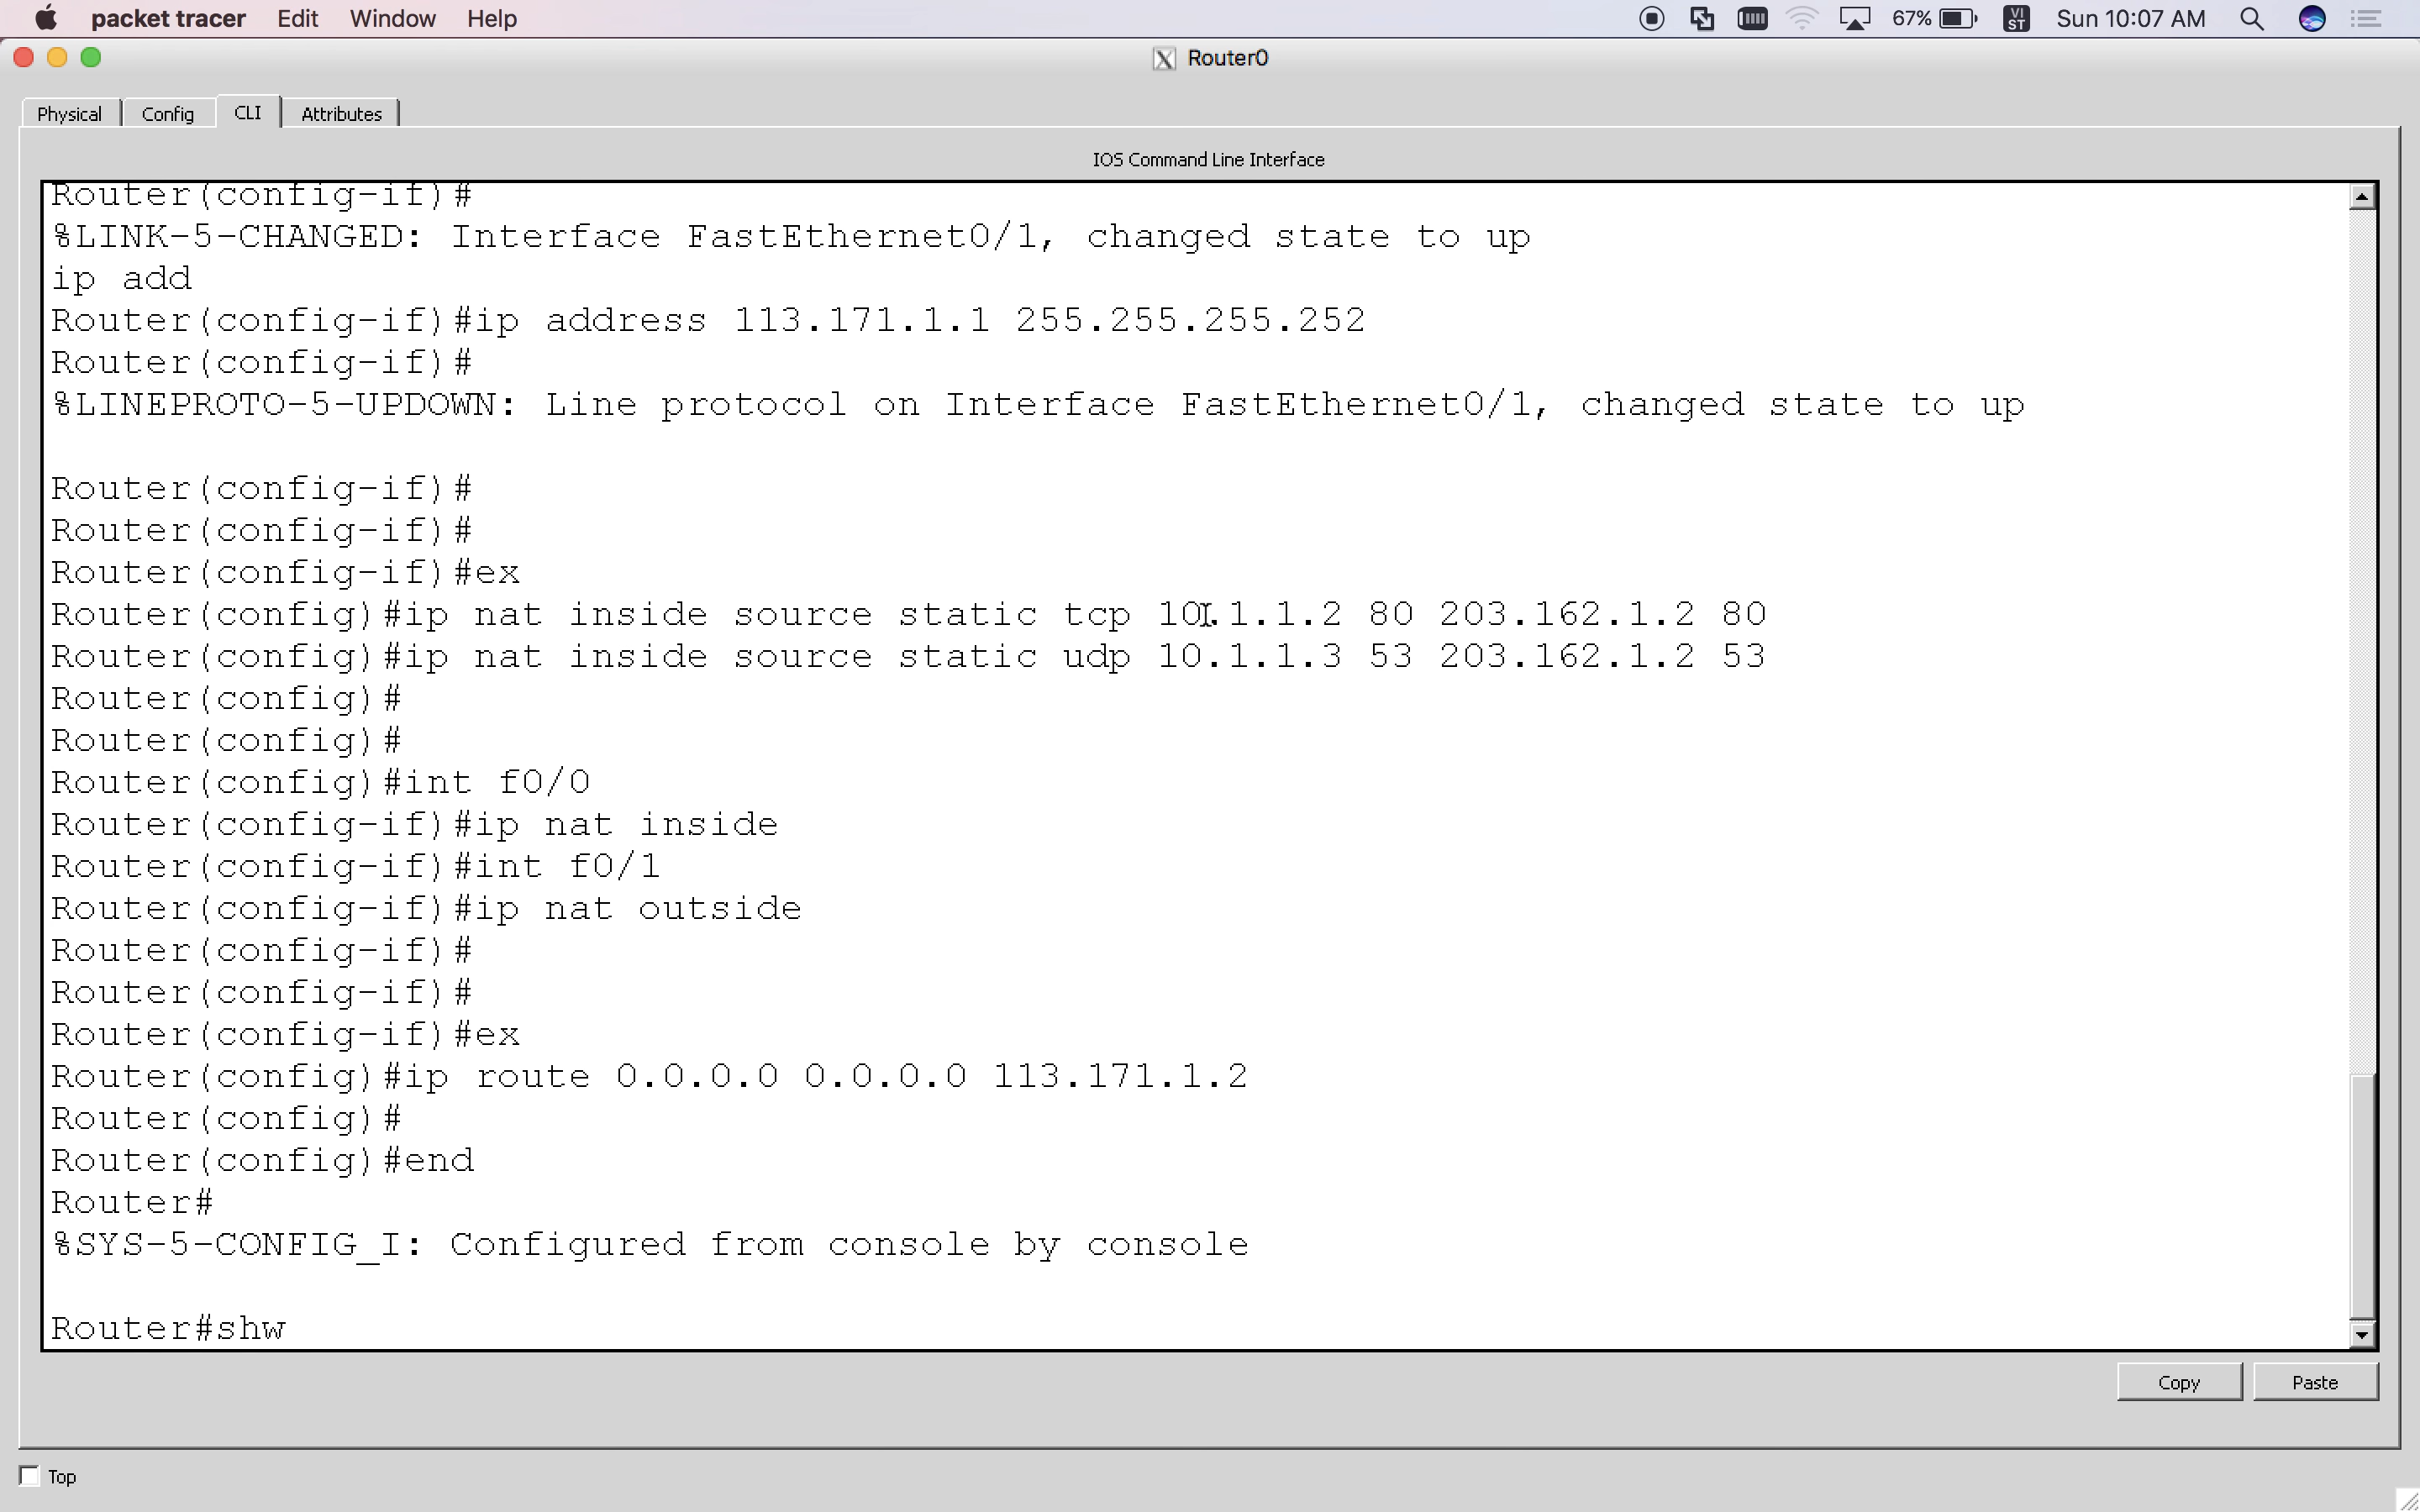 packet tracer Edit Window Help 67% VI ST Sun 10:07 AM
X Router0
Physical Config CLI Attributes
IOS Command Line Interface
Router(config-if)#
%LINK-5-CHANGED: Interface FastEthernet0/1, changed state to up
ip add
Router(config-if)#ip address 113.171.1.1 255.255.255.252
Router(config-if)#
%LINEPROTO-5-UPDOWN: Line protocol on Interface FastEthernet0/1, changed state to up
Router(config-if)#
Router(config-if)#
Router(config-if)#ex
Router(config)#ip nat inside source static tcp 10.1.1.2 80 203.162.1.2 80
Router(config)#ip nat inside source static udp 10.1.1.3 53 203.162.1.2 53
Router(config)#
Router(config)#
Router(config)#int f0/0
Router(config-if)#ip nat inside
Router(config-if)#int f0/1
Router(config-if)#ip nat outside
Router(config-if)#
Router(config-if)#
Router(config-if)#ex
Router(config)#ip route 0.0.0.0 0.0.0.0 113.171.1.2
Router(config)#
Router(config)#end
Router#
%SYS-5-CONFIG_I: Configured from console by console
Router#shw
Copy Paste
Top